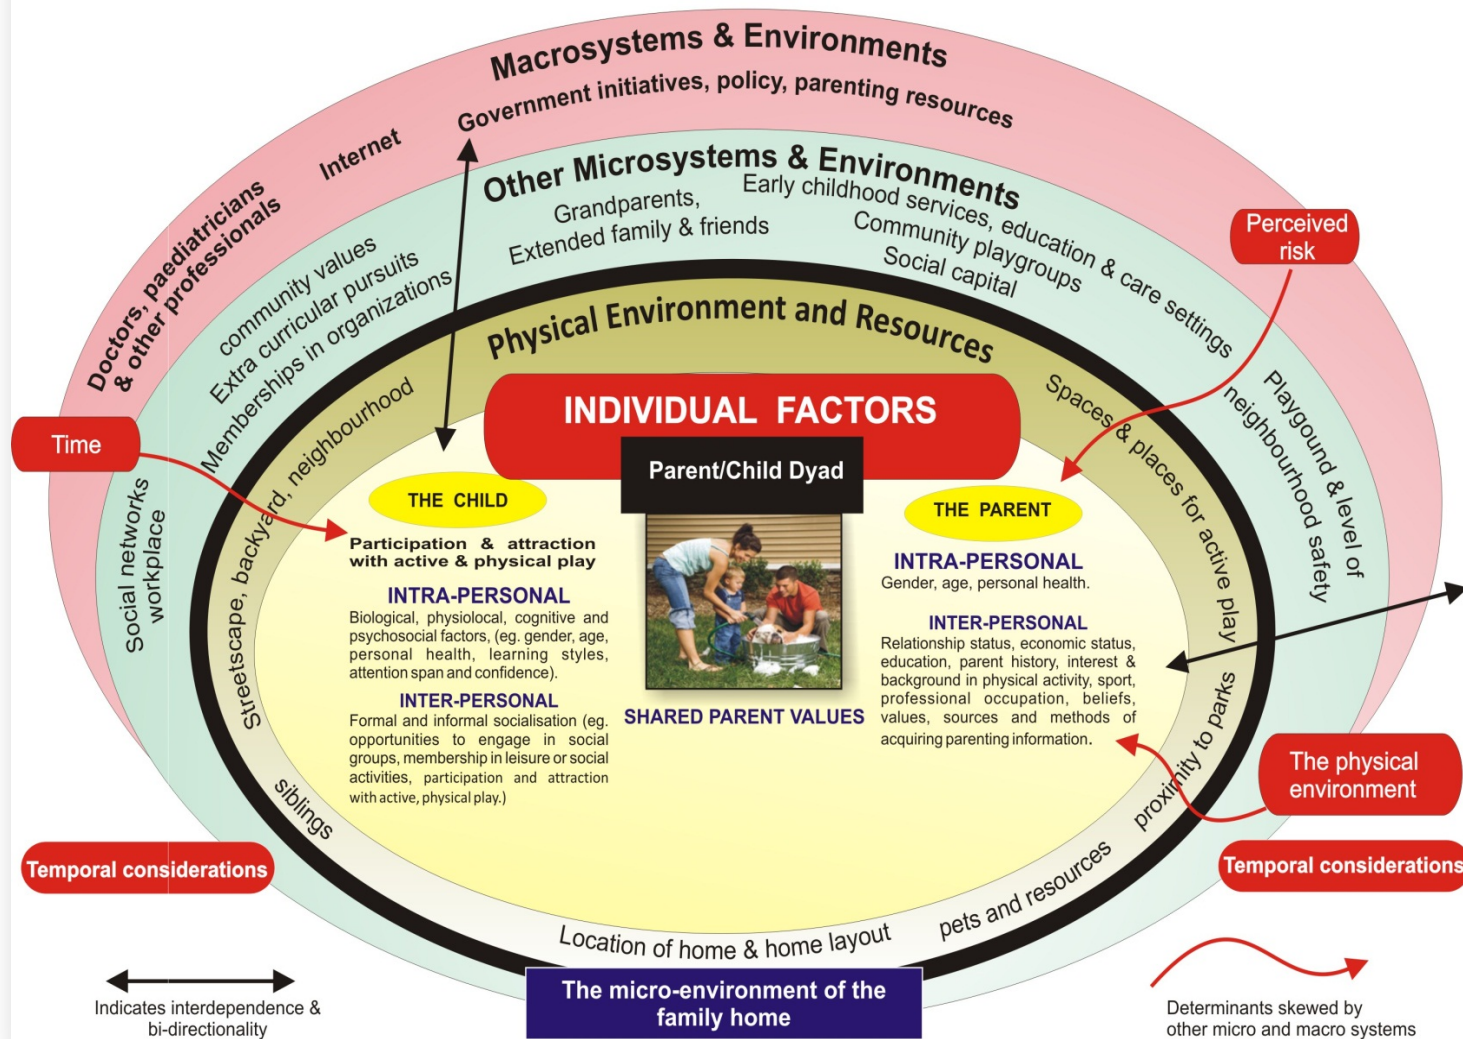 Macrosystems & Environments
Government initiatives, policy, parenting resources
Internet
Doctors, paediatricians
& other professionals
Other Microsystems & Environments
Grandparents,
Extended family & friends
Early childhood services, education & care settings
Community playgroups
Social capital
community values
Extra curricular pursuits
Memberships in organizations
Social networks
workplace
Playgound & level of
neighbourhood safety
Perceived
risk
Time
Physical Environment and Resources
Streetscape, backyard, neighbourhood
Spaces & places for active play
INDIVIDUAL FACTORS
Parent/Child Dyad
THE CHILD
Participation & attraction
with active & physical play
INTRA-PERSONAL
Biological, physiolocal, cognitive and
psychosocial factors, (eg. gender, age,
personal health, learning styles,
attention span and confidence).
INTER-PERSONAL
Formal and informal socialisation (eg.
opportunities to engage in social
groups, membership in leisure or social
activities, participation and attraction
with active, physical play.)
SHARED PARENT VALUES
THE PARENT
INTRA-PERSONAL
Gender, age, personal health.
INTER-PERSONAL
Relationship status, economic status,
education, parent history, interest &
background in physical activity, sport,
professional occupation, beliefs,
values, sources and methods of
acquiring parenting information.
siblings
Location of home & home layout
pets and resources
proximity to parks
The physical
environment
Temporal considerations
Temporal considerations
The micro-environment of the
family home
Indicates interdependence &
bi-directionality
Determinants skewed by
other micro and macro systems